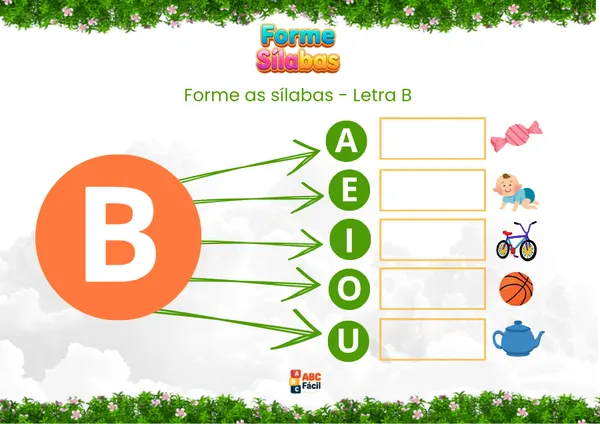 Forme
Sílabas
Forme as sílabas - Letra B
B
A
E
I
O
U
A
B
C
ABC
Fácil